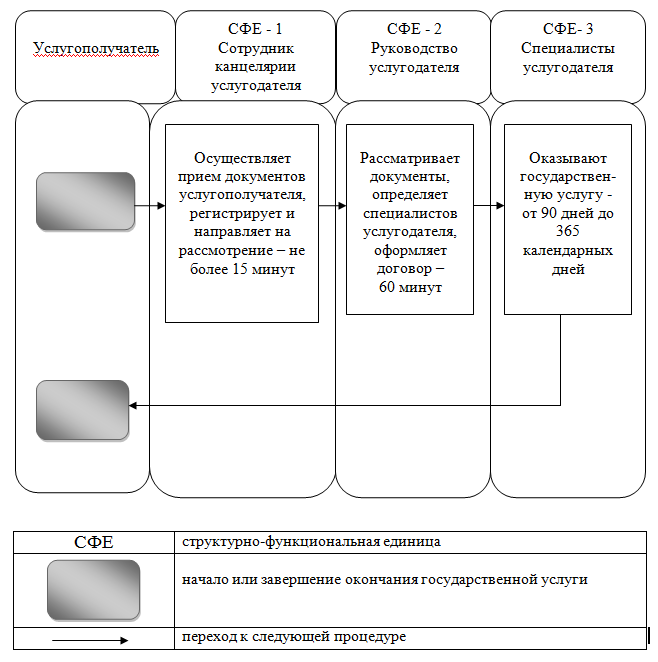 Услугополучатель
СФЕ - 1
Сотрудник
канцелярии
услугодателя
СФЕ - 2
Руководство
услугодателя
СФЕ- 3
Специалисты
услугодателя
Осуществляет
прием документов
услугополучателя,
регистрирует и
направляет на
рассмотрение – не
более 15 минут
Рассматривает
документы,
определяет
специалистов
услугодателя,
оформляет
договор –
60 минут
Оказывают
государствен-
ную услугу -
от 90 дней до
365
календарных
дней
СФЕ
структурно-функциональная единица
начало или завершение окончания государственной услуги
переход к следующей процедуре